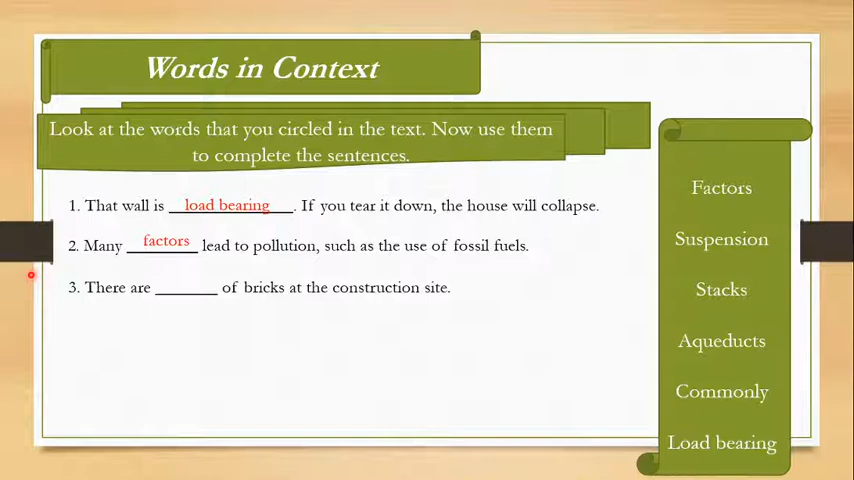 Words in Context
Look at the words that you circled in the text. Now use them
to complete the sentences.
1. That wall is load bearing. If you tear it down, the house will collapse.
2. Many factors lead to pollution, such as the use of fossil fuels.
3. There are _______ of bricks at the construction site.
Factors
Suspension
Stacks
Aqueducts
Commonly
Load bearing